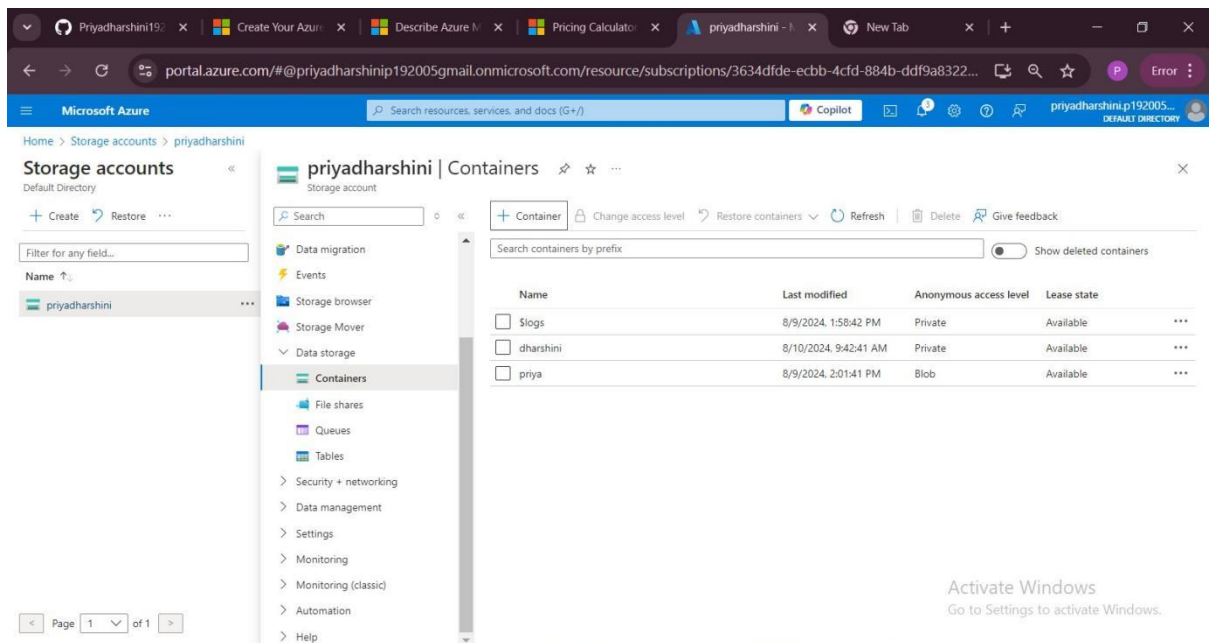 Priyadharshini192
Create Your Azure
Describe Azure M
Pricing Calculator
priyadharshini - M
New Tab
portal.azure.com/#@priyadharshinip192005gmail.onmicrosoft.com/resource/subscriptions/3634dfde-ecbb-4cfd-884b-ddf9a8322...
P
Error
Microsoft Azure
Search resources, services, and docs (G+/)
Copilot
3
priyadharshini.p192005...
DEFAULT DIRECTORY
Home > Storage accounts > priyadharshini
Storage accounts
Default Directory
+ Create Restore ...
Filter for any field...
Name ↑
priyadharshini ...
Page 1 of 1
priyadharshini | Containers ...
Storage account
Search
Data migration
Events
Storage browser
Storage Mover
Data storage
Containers
File shares
Queues
Tables
Security + networking
Data management
Settings
Monitoring
Monitoring (classic)
Automation
Help
+ Container Change access level Restore containers Refresh Delete Give feedback
Search containers by prefix
Show deleted containers
Name Last modified Anonymous access level Lease state
$logs 8/9/2024, 1:58:42 PM Private Available ...
dharshini 8/10/2024, 9:42:41 AM Private Available ...
priya 8/9/2024, 2:01:41 PM Blob Available ...
Activate Windows
Go to Settings to activate Windows.